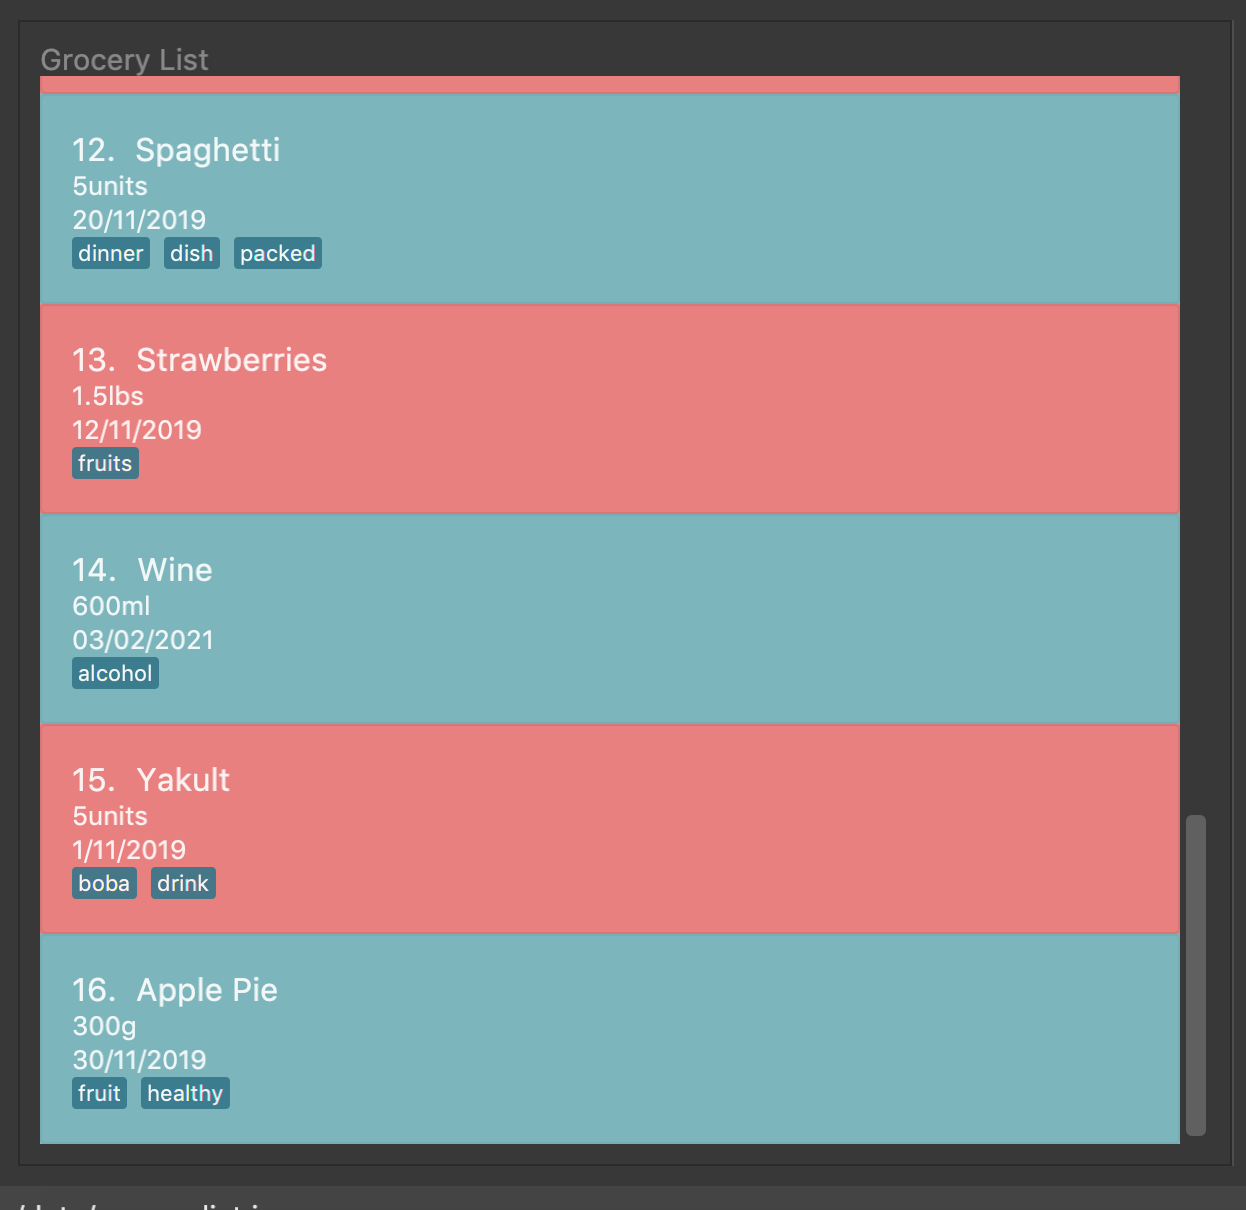 Grocery List
12. Spaghetti
5units
20/11/2019
dinner dish packed
13. Strawberries
1.5lbs
12/11/2019
fruits
14. Wine
600ml
03/02/2021
alcohol
15. Yakult
5units
1/11/2019
boba drink
16. Apple Pie
300g
30/11/2019
fruit healthy